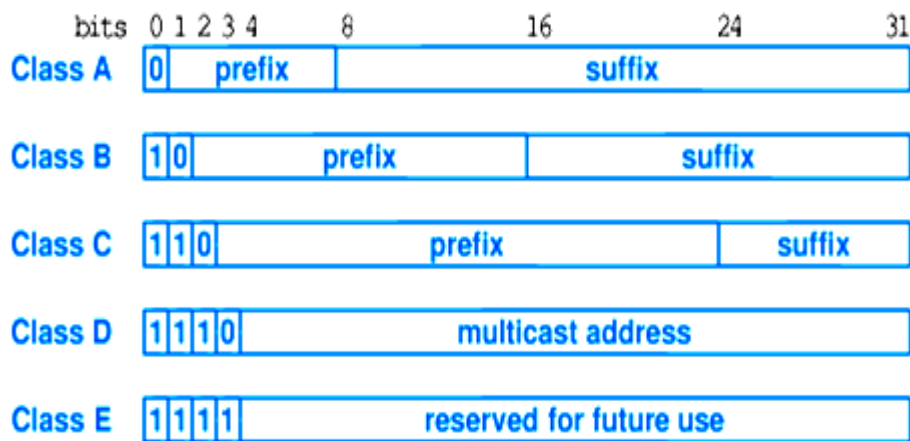 bits 0 1 2 3 4 8 16 24 31
Class A 0 prefix suffix
Class B 1 0 prefix suffix
Class C 1 1 0 prefix suffix
Class D 1 1 1 0 multicast address
Class E 1 1 1 1 reserved for future use